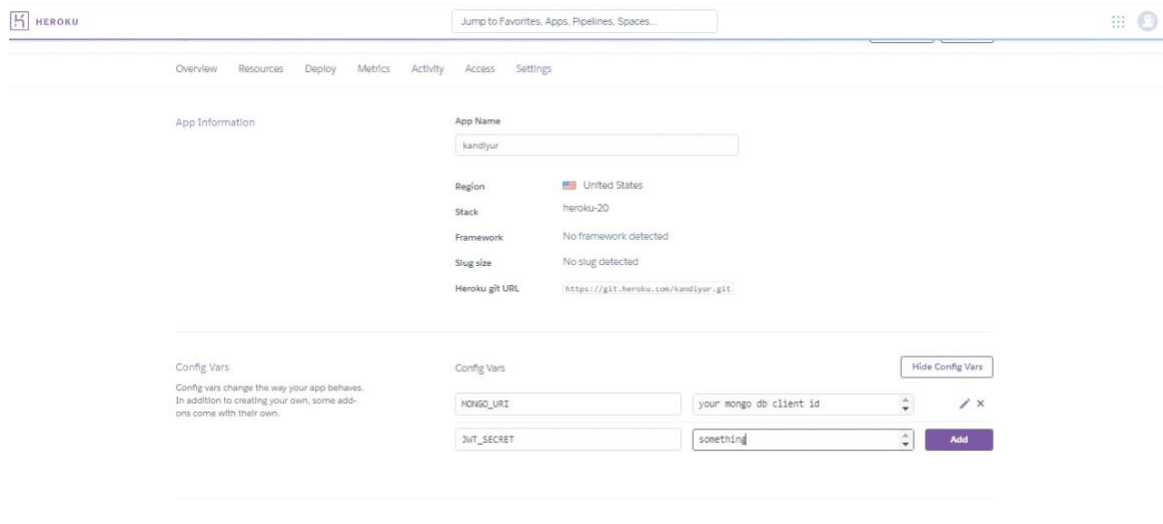 HEROKU
Jump to Favorites, Apps, Pipelines, Spaces...
Overview Resources Deploy Metrics Activity Access Settings
App Information
App Name
kandiyur
Region United States
Stack heroku-20
Framework No framework detected
Slug size No slug detected
Heroku git URL https://git.heroku.com/kandiyur.git
Config Vars
Config vars change the way your app behaves.
In addition to creating your own, some add-
ons come with their own.
Config Vars
Hide Config Vars
MONGO_URI your mongo db client id
JWT_SECRET something Add